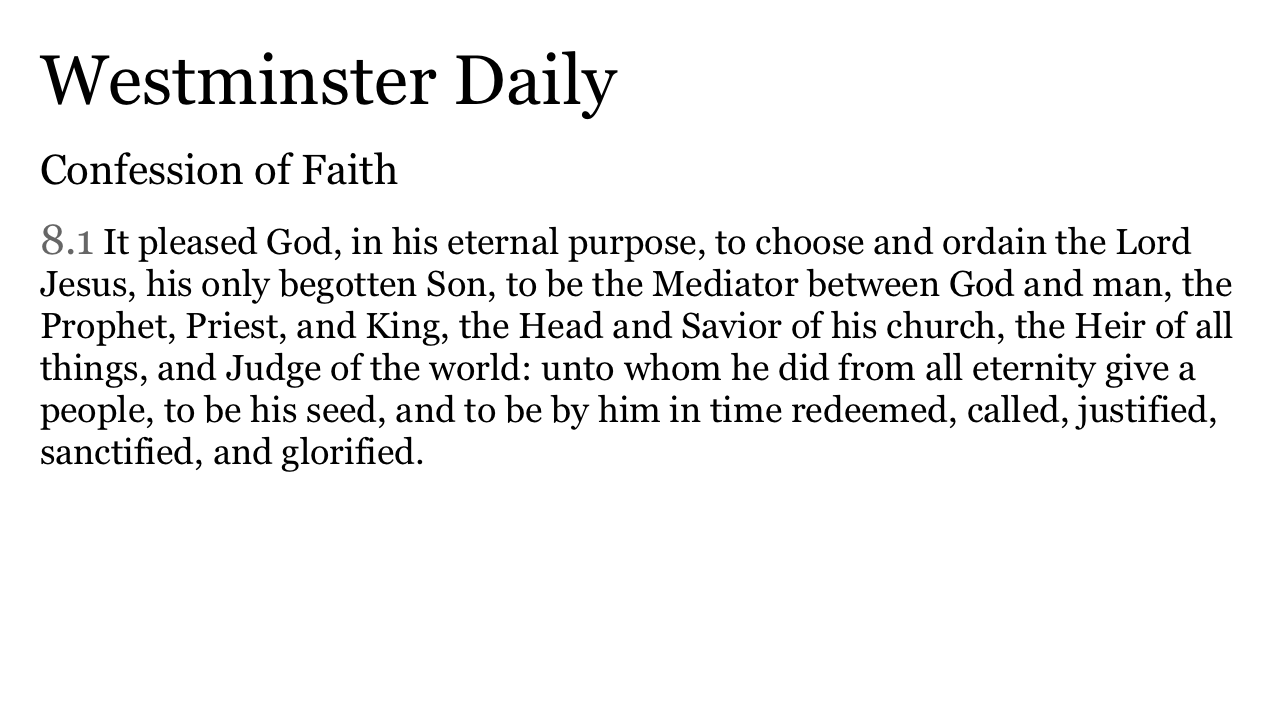 Westminster Daily
Confession of Faith
8.1 It pleased God, in his eternal purpose, to choose and ordain the Lord
Jesus, his only begotten Son, to be the Mediator between God and man, the
Prophet, Priest, and King, the Head and Savior of his church, the Heir of all
things, and Judge of the world: unto whom he did from all eternity give a
people, to be his seed, and to be by him in time redeemed, called, justified,
sanctified, and glorified.